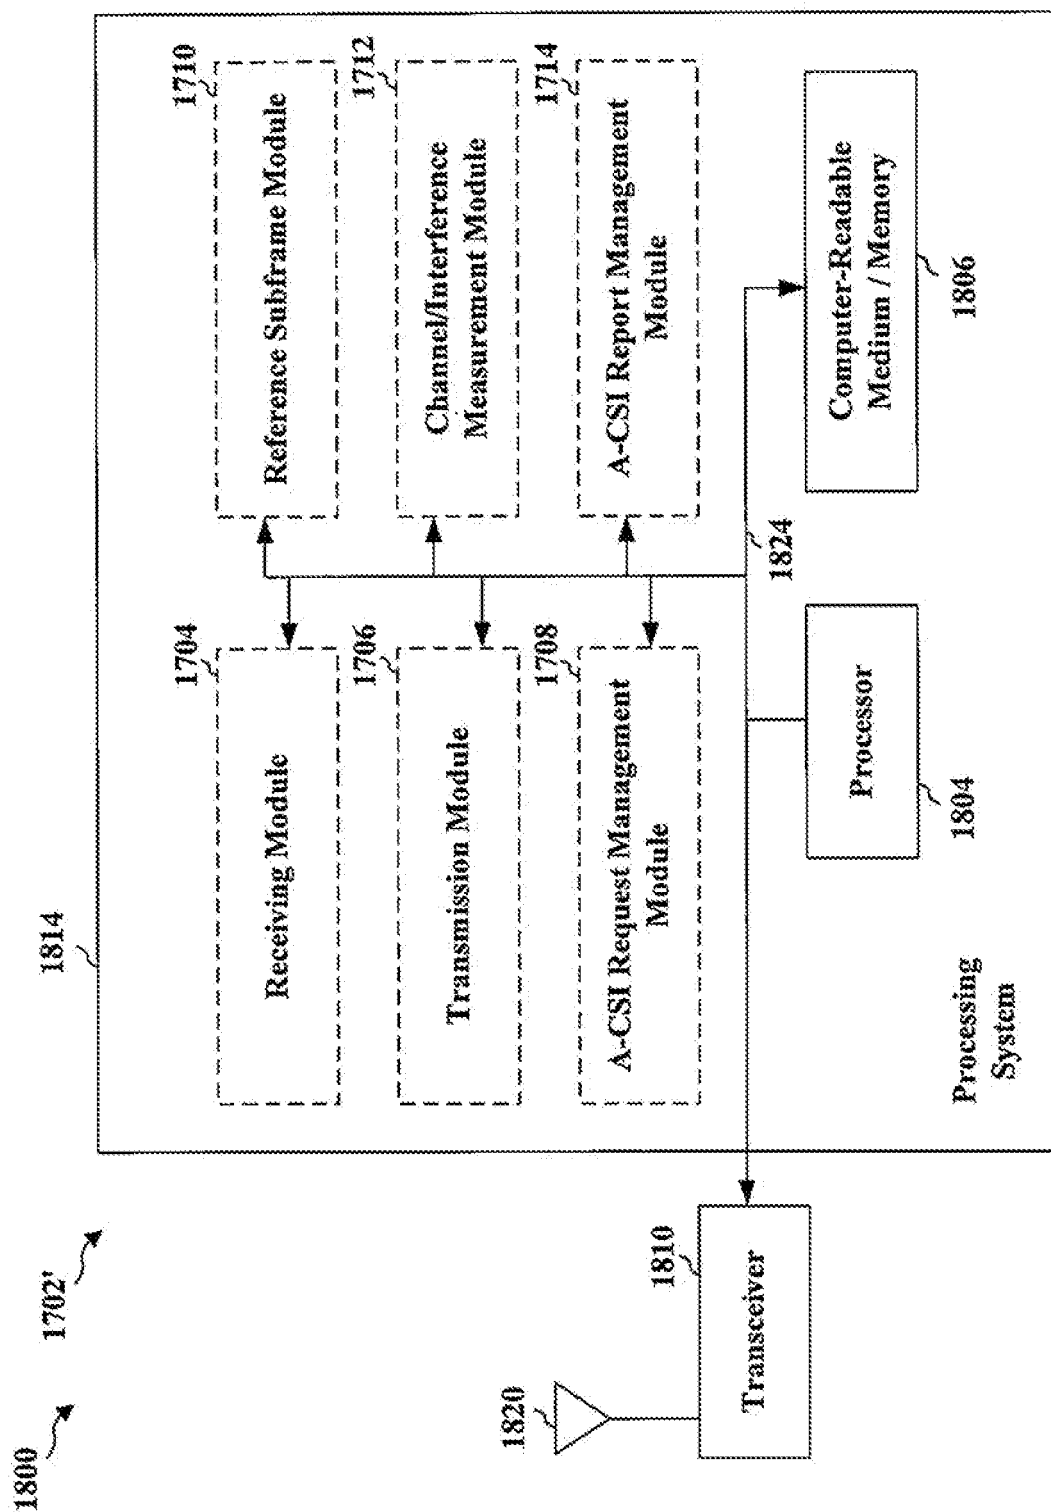 1800
1702'
1814
1704
Receiving Module
1710
Reference Subframe Module
1706
Transmission Module
1712
Channel/Interference
Measurement Module
1708
A-CSI Request Management
Module
1714
A-CSI Report Management
Module
1820
1810
Transceiver
1824
Processor
1804
Computer-Readable
Medium / Memory
1806
Processing
System